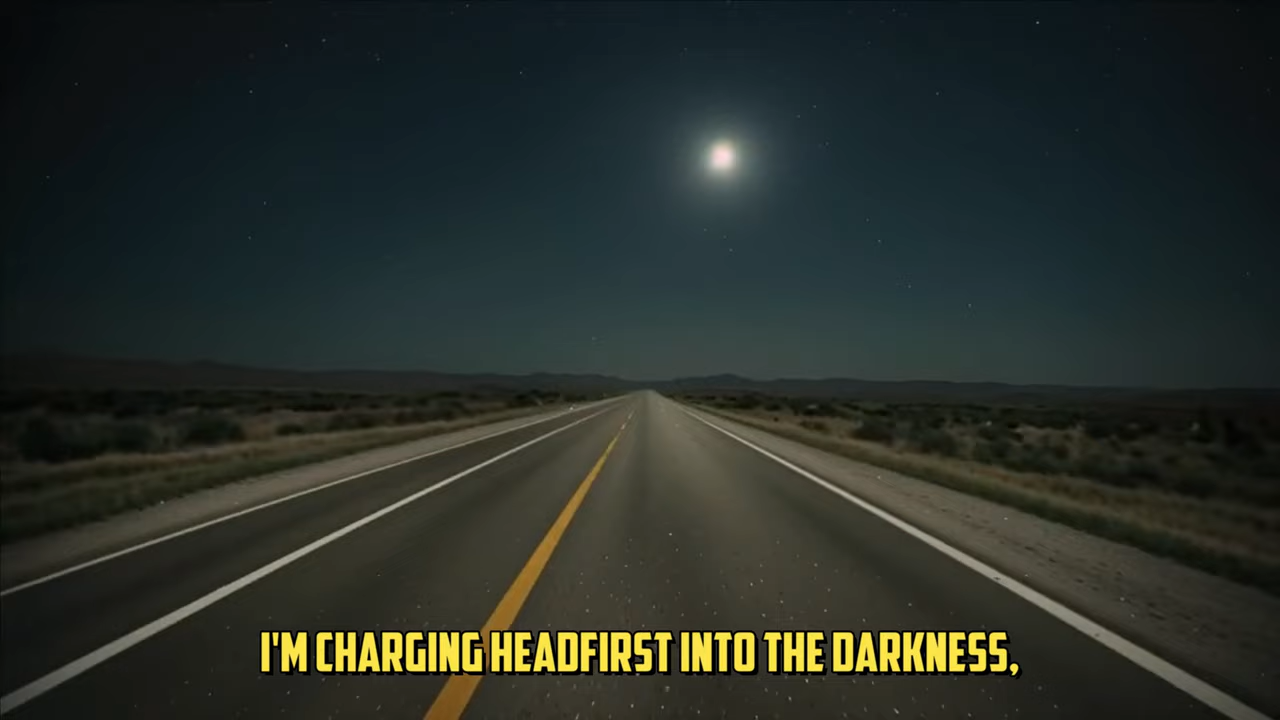 I'M CHARGING HEADFIRST INTO THE DARKNESS,